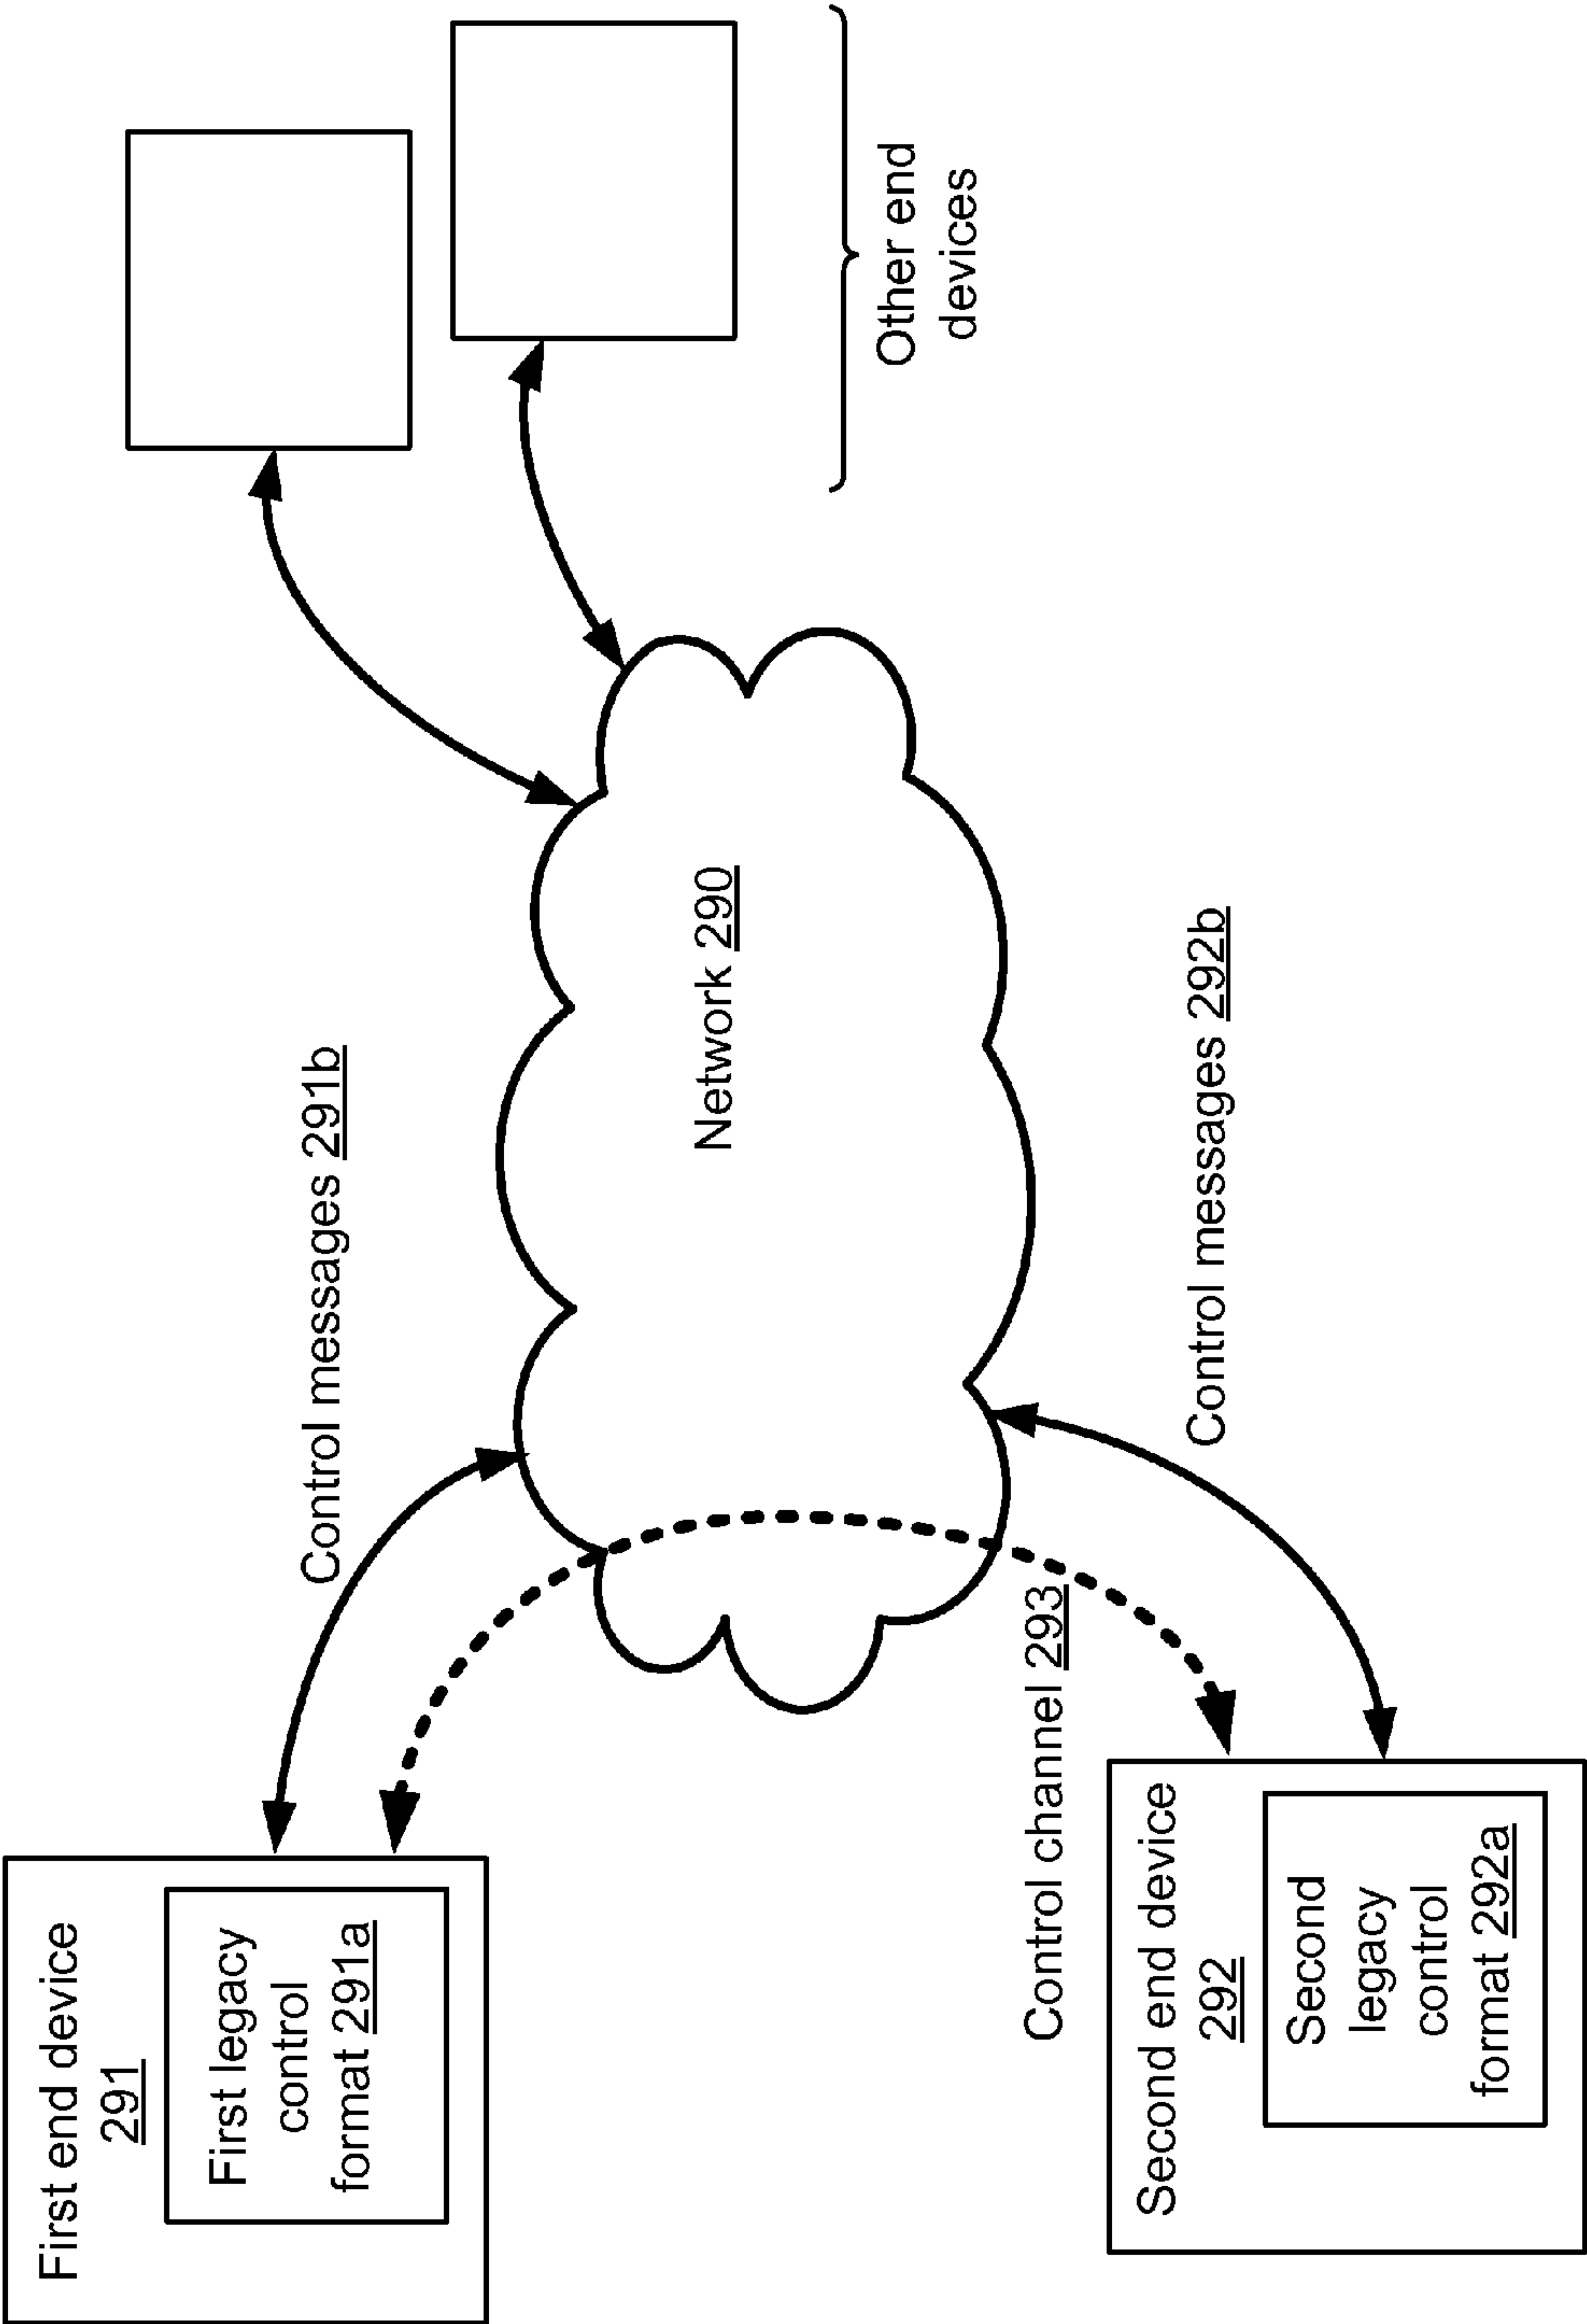 First end device
291
First legacy
control
format 291a
Control messages 291b
Network 290
Other end
devices
Control channel 293
Control messages 292b
Second end device
292
Second
legacy
control
format 292a